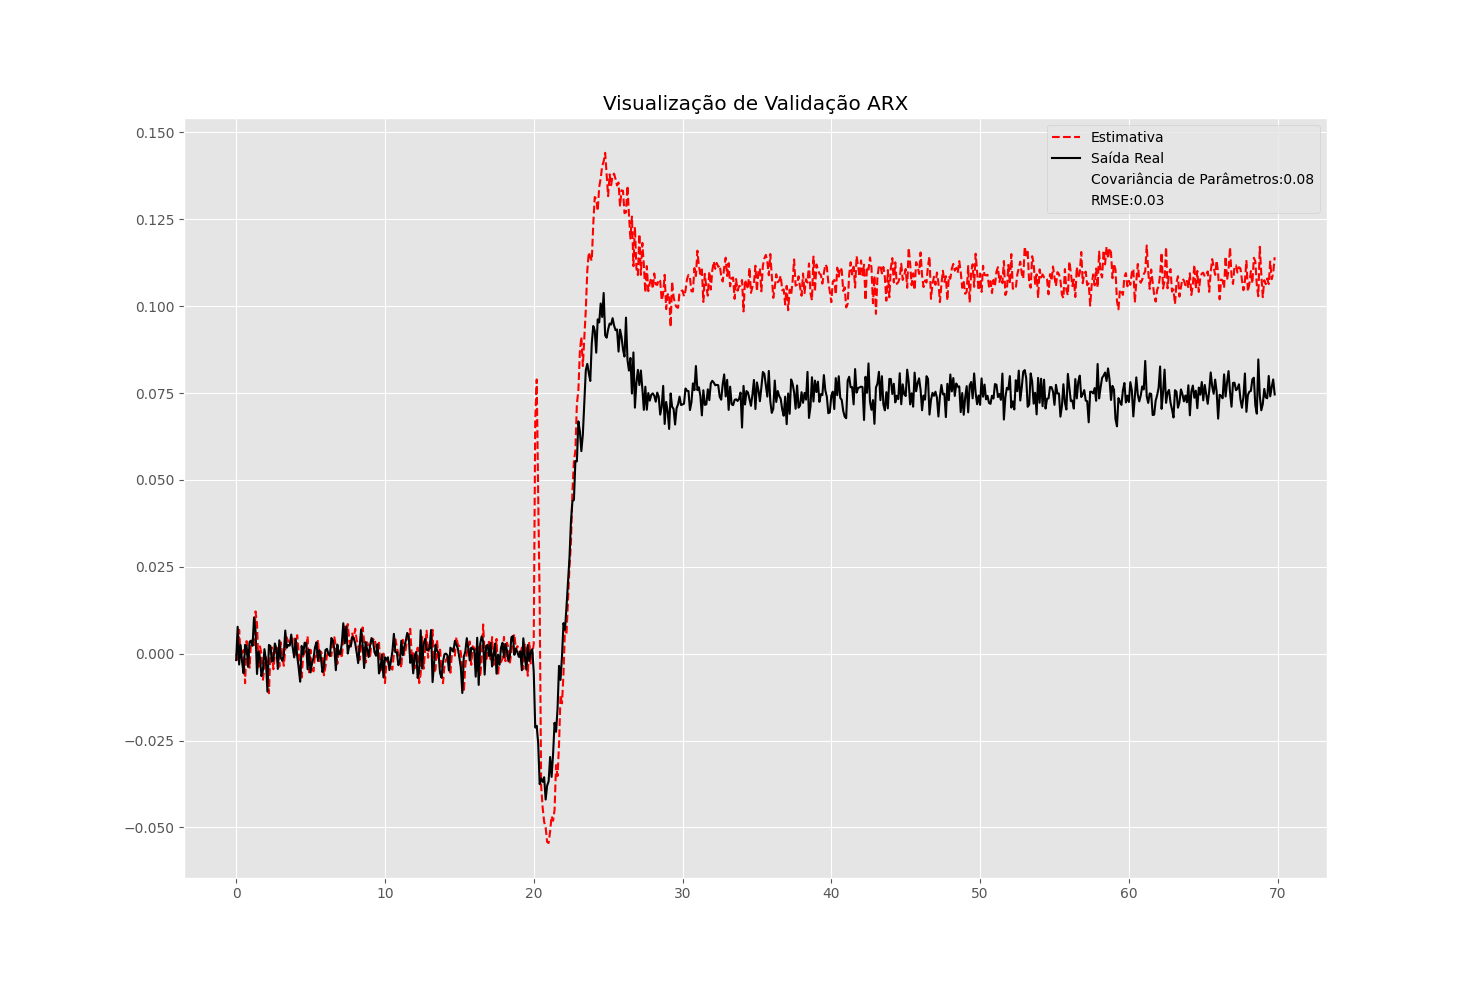 Visualização de Validação ARX
Estimativa
Saída Real
Covariância de Parâmetros:0.08
RMSE:0.03
0.150
0.125
0.100
0.075
0.050
0.025
0.000
−0.025
−0.050
0 10 20 30 40 50 60 70